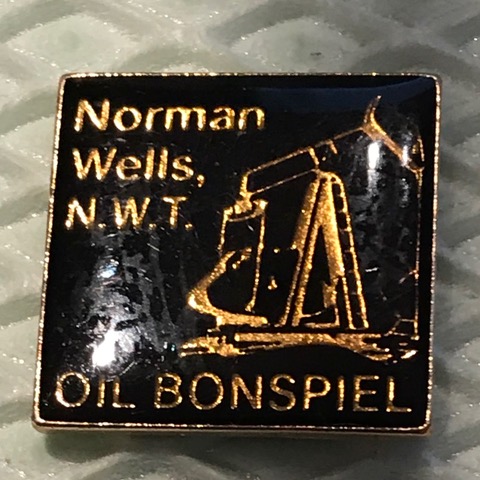 Norman
Wells,
N.W.T.
OIL BONSPIEL